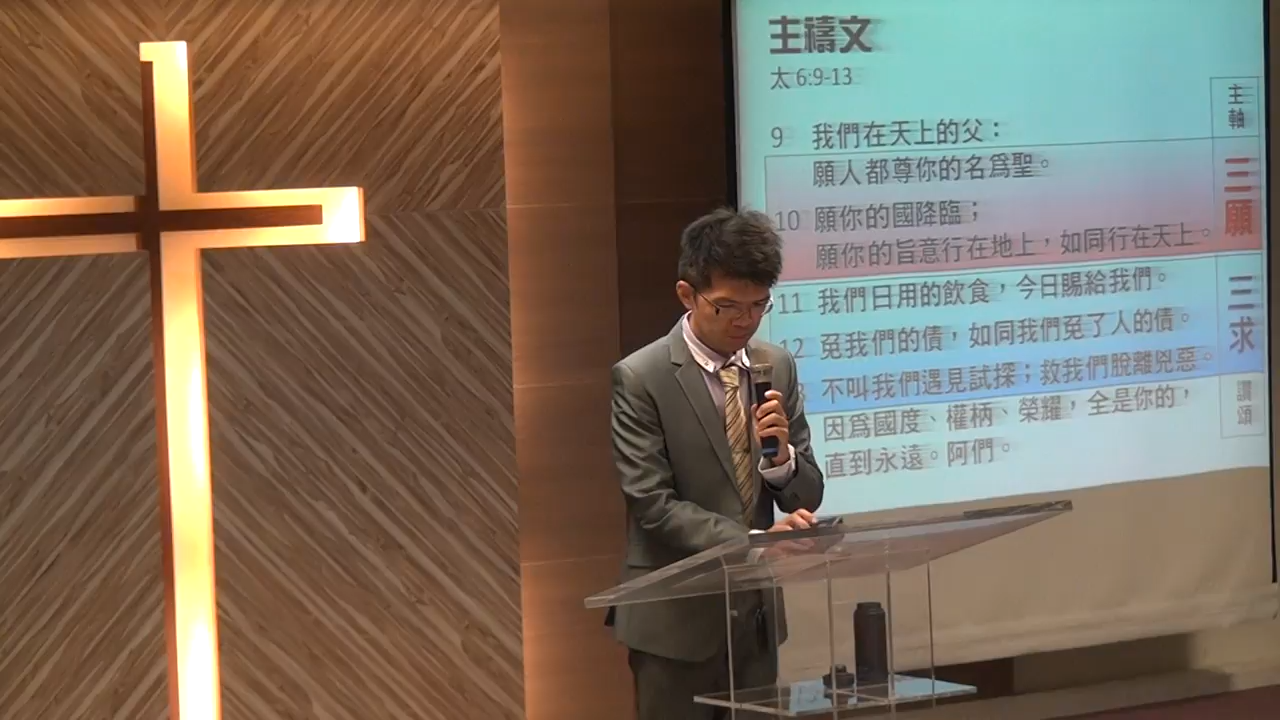 主禱文
太 6:9-13
主軸
9 我們在天上的父：
願人都尊你的名爲聖。
三願
10 願你的國降臨；
願你的旨意行在地上，如同行在天上。
11 我們日用的飲食，今日賜給我們。
三求
12 免我們的債，如同我們免了人的債。
3 不叫我們遇見試探；救我們脫離兇惡。
因爲國度、權柄、榮耀，全是你的，
讚頌
直到永遠。阿們。